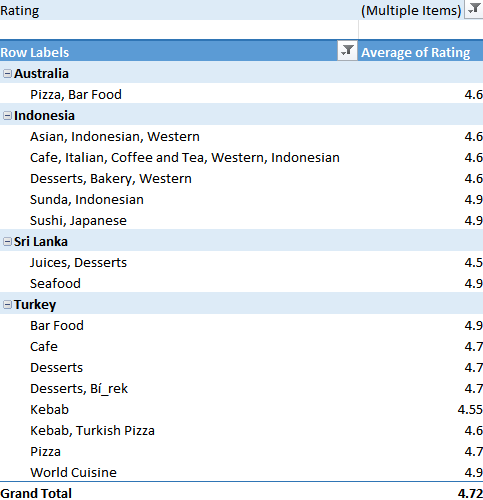 Rating (Multiple Items)
Row Labels Average of Rating
Australia
Pizza, Bar Food 4.6
Indonesia
Asian, Indonesian, Western 4.6
Cafe, Italian, Coffee and Tea, Western, Indonesian 4.6
Desserts, Bakery, Western 4.6
Sunda, Indonesian 4.9
Sushi, Japanese 4.9
Sri Lanka
Juices, Desserts 4.5
Seafood 4.9
Turkey
Bar Food 4.9
Cafe 4.7
Desserts 4.7
Desserts, Bí_rek 4.7
Kebab 4.55
Kebab, Turkish Pizza 4.6
Pizza 4.7
World Cuisine 4.9
Grand Total 4.72